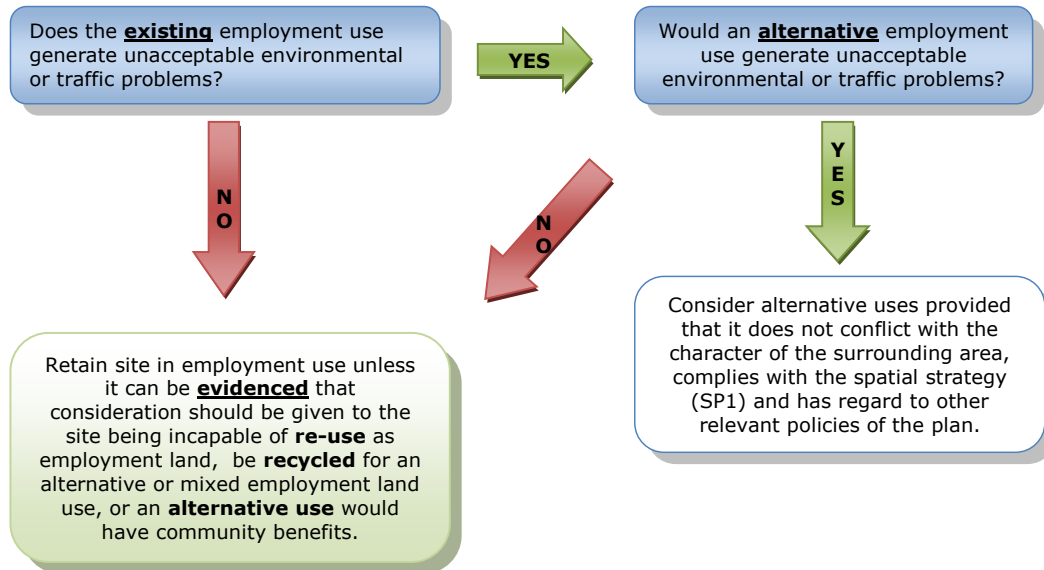 Does the existing employment use
generate unacceptable environmental
or traffic problems?
YES
Would an alternative employment
use generate unacceptable
environmental or traffic problems?
NO
NO
YES
Retain site in employment use unless
it can be evidenced that
consideration should be given to the
site being incapable of re-use as
employment land, be recycled for an
alternative or mixed employment land
use, or an alternative use would
have community benefits.
Consider alternative uses provided
that it does not conflict with the
character of the surrounding area,
complies with the spatial strategy
(SP1) and has regard to other
relevant policies of the plan.